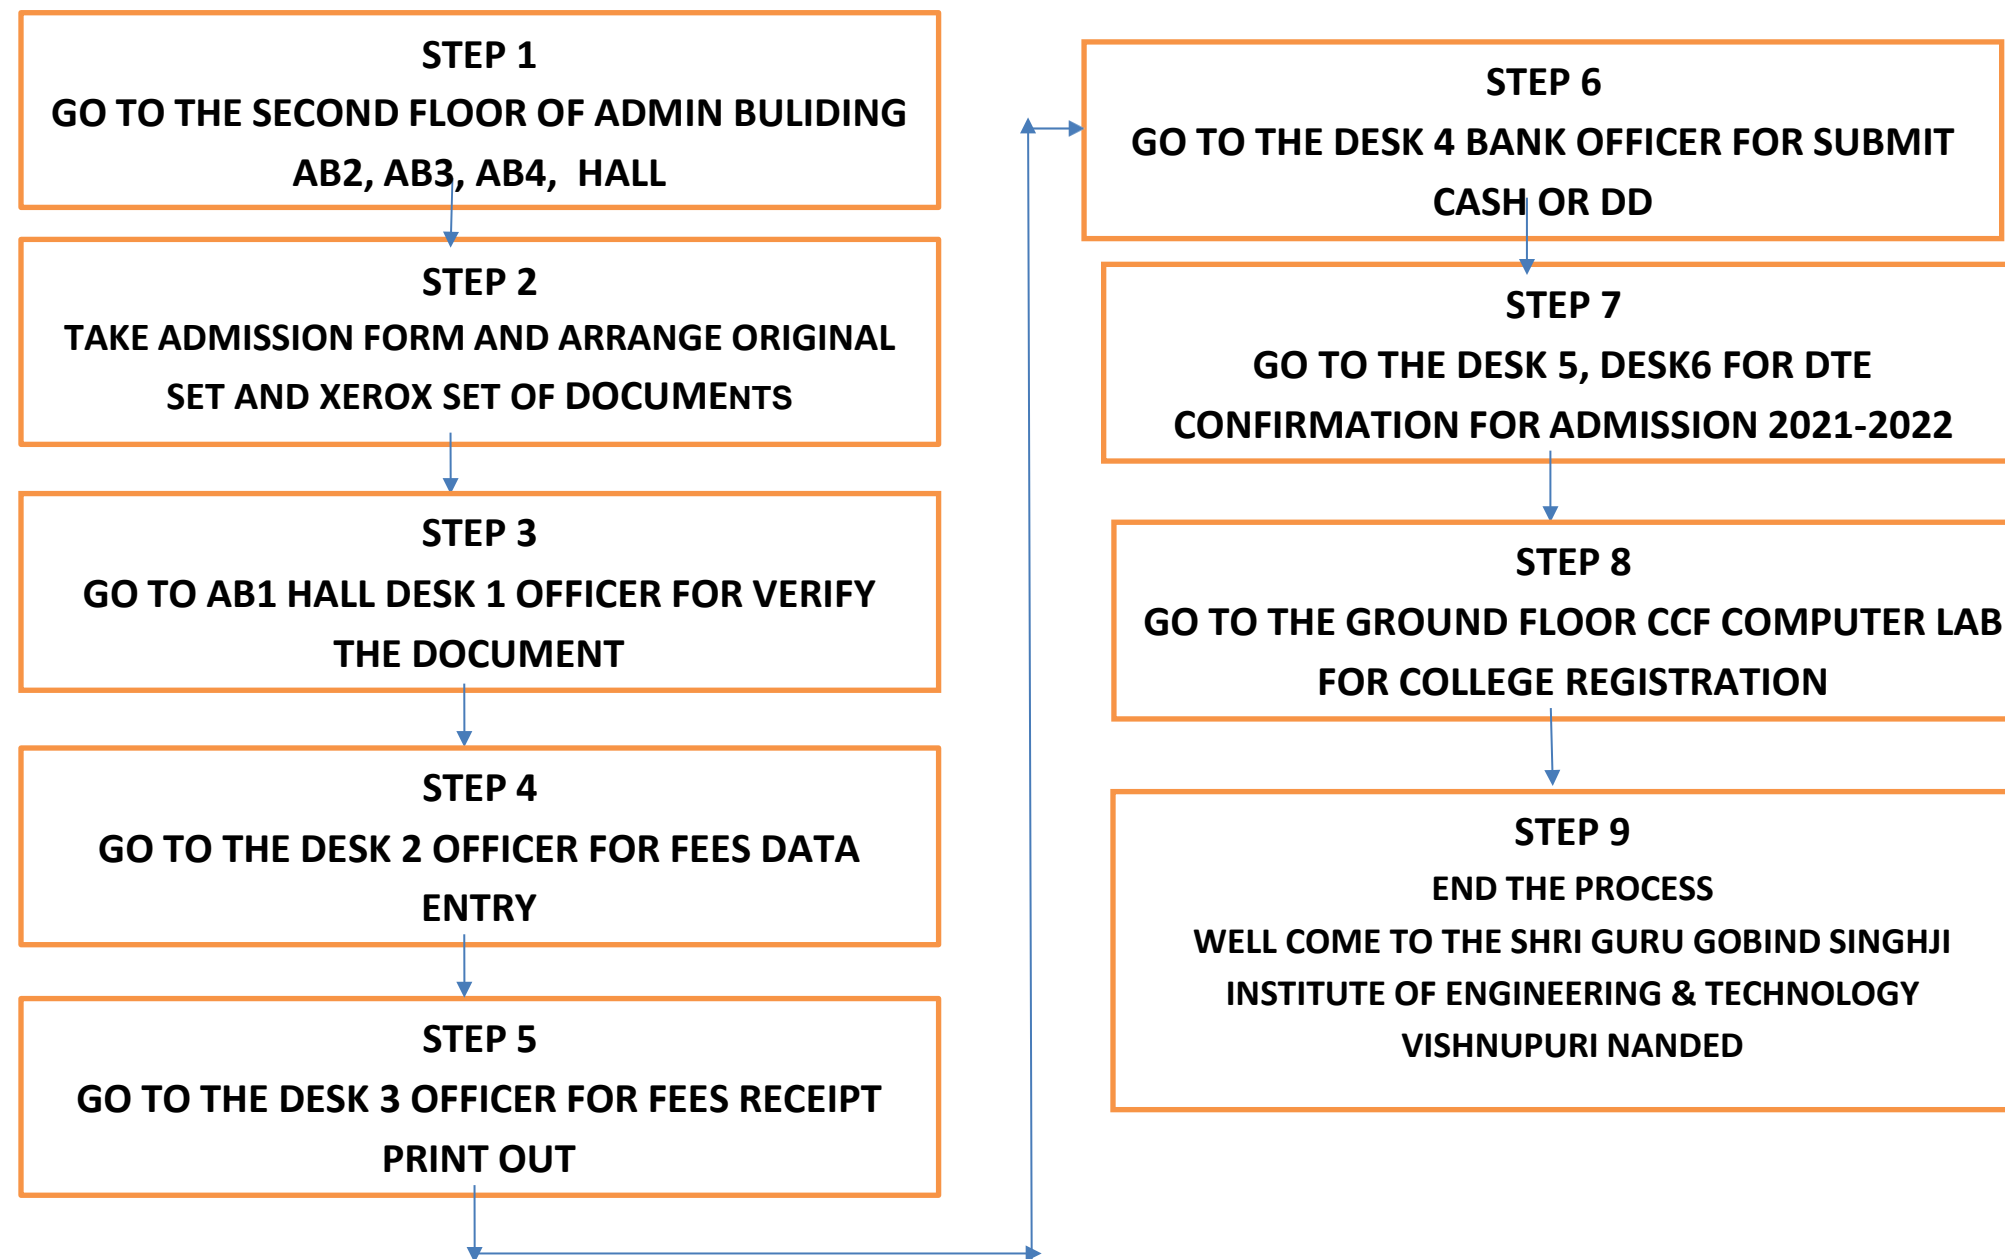 STEP 1
GO TO THE SECOND FLOOR OF ADMIN BULIDING
AB2, AB3, AB4, HALL
STEP 2
TAKE ADMISSION FORM AND ARRANGE ORIGINAL
SET AND XEROX SET OF DOCUMENTS
STEP 3
GO TO AB1 HALL DESK 1 OFFICER FOR VERIFY
THE DOCUMENT
STEP 4
GO TO THE DESK 2 OFFICER FOR FEES DATA
ENTRY
STEP 5
GO TO THE DESK 3 OFFICER FOR FEES RECEIPT
PRINT OUT
STEP 6
GO TO THE DESK 4 BANK OFFICER FOR SUBMIT
CASH OR DD
STEP 7
GO TO THE DESK 5, DESK6 FOR DTE
CONFIRMATION FOR ADMISSION 2021-2022
STEP 8
GO TO THE GROUND FLOOR CCF COMPUTER LAB
FOR COLLEGE REGISTRATION
STEP 9
END THE PROCESS
WELL COME TO THE SHRI GURU GOBIND SINGHJI
INSTITUTE OF ENGINEERING & TECHNOLOGY
VISHNUPURI NANDED